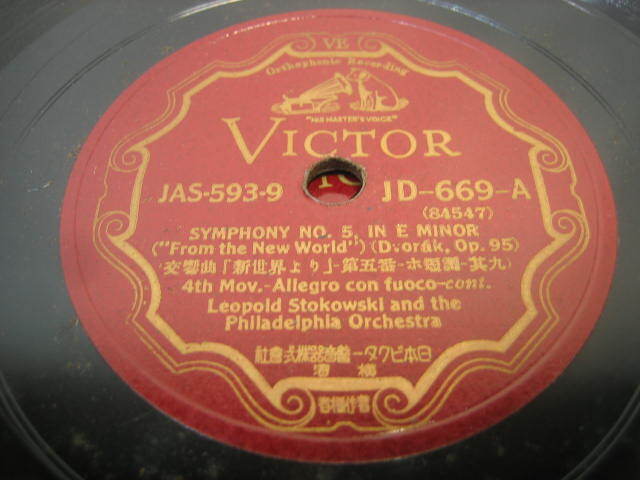 VE
Orthophonic Recording
"HIS MASTER'S VOICE"
VICTOR
JAS-593-9
JD-669-A
(84547)
SYMPHONY NO. 5, IN E MINOR
("From the New World") (Dvořák, Op. 95)
(交響曲「新世界より」-第五番-ホ短調-其九)
4th Mov.-Allegro con fuoco-cont.
Leopold Stokowski and the
Philadelphia Orchestra
社會式株器音蓄ータクビ本日
濱横